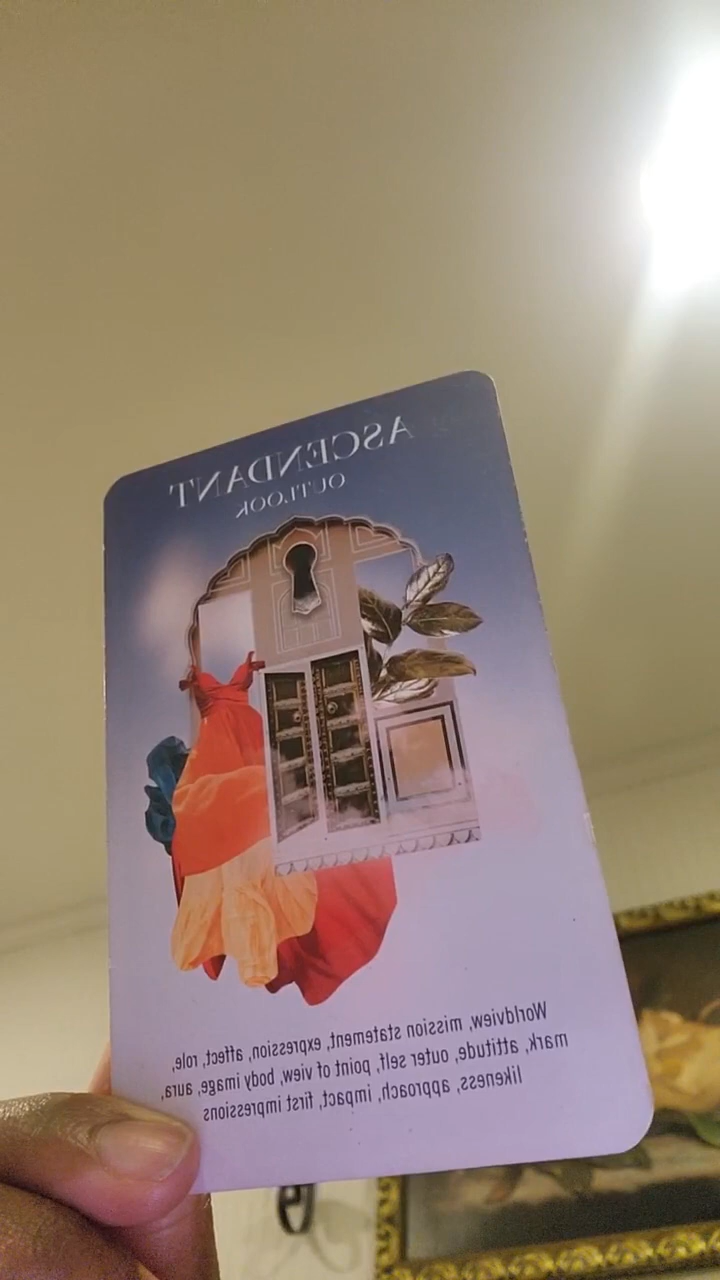 ASCENDANT
OUTLOOK
Worldview, mission statement, expression, affect, role,
mark, attitude, outer self, point of view, body image, aura,
likeness, approach, impact, first impressions